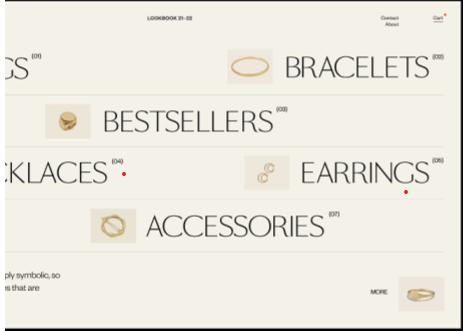 LOOKBOOK 21-22
Contact
About
Cart
GS (01)
BRACELETS (02)
BESTSELLERS (03)
CKLACES (04)
EARRINGS (05)
ACCESSORIES (07)
ply symbolic, so
es that are
MORE